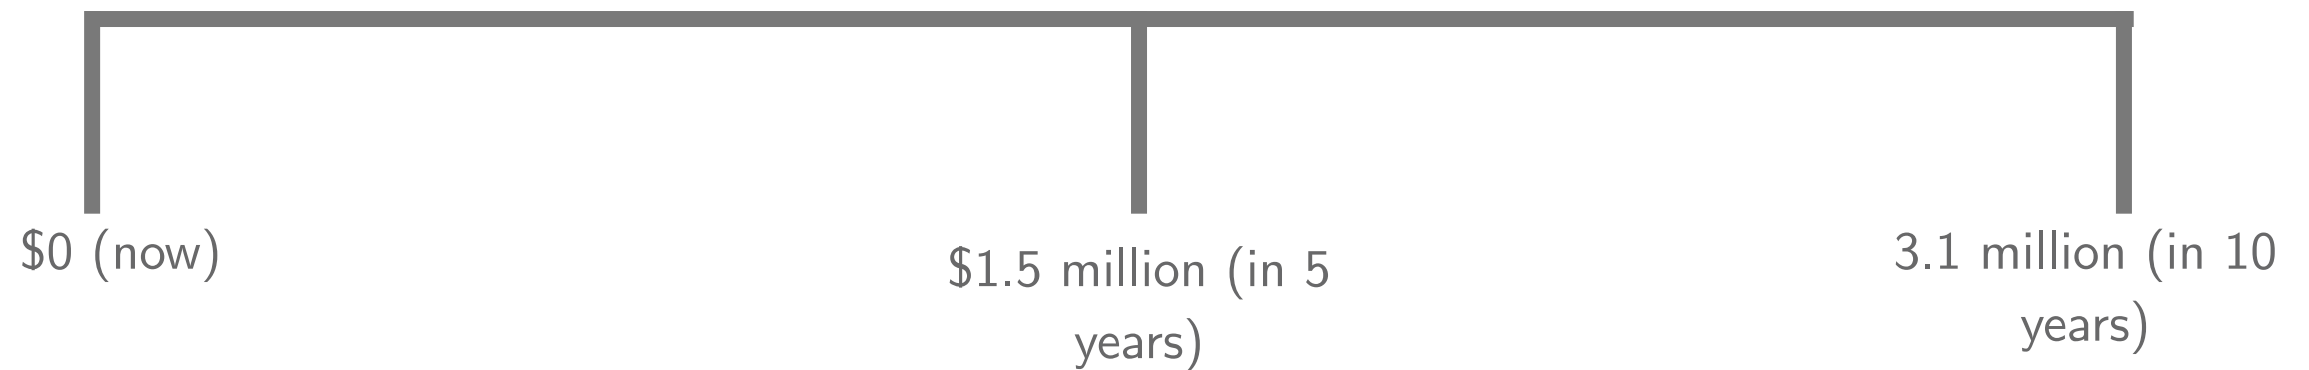 $0 (now)
$1.5 million (in 5
years)
3.1 million (in 10
years)